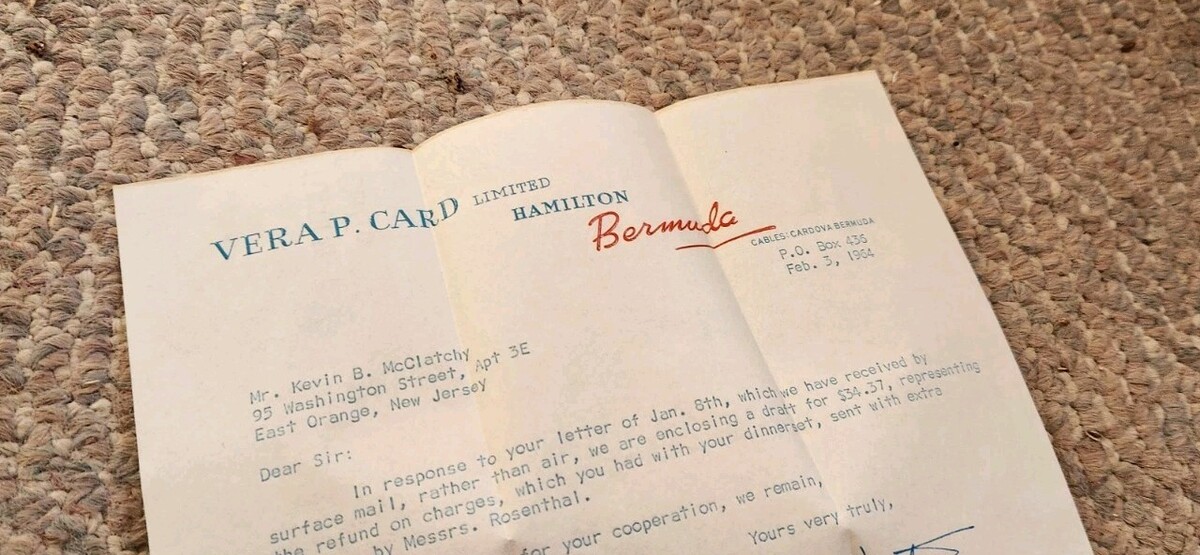 VERA P. CARD LIMITED
HAMILTON
Bermuda
CABLES: CARDOVA BERMUDA
P.O. Box 436
Feb. 3, 1964
Mr. Kevin B. McClatchy
95 Washington Street, Apt 3E
East Orange, New Jersey
Dear Sir:
In response to your letter of Jan. 8th, which we have received by
surface mail, rather than air, we are enclosing a draft for $34.37, representing
the refund on charges, which you had with your dinnerset, sent with extra
by Messrs. Rosenthal.
for your cooperation, we remain,
Yours very truly,